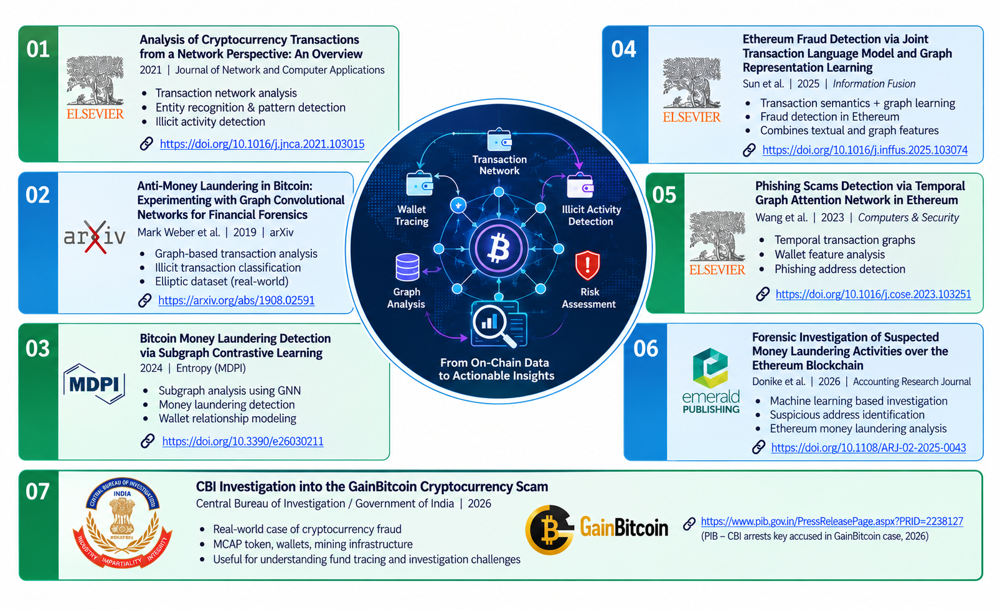 01
ELSEVIER
Analysis of Cryptocurrency Transactions
from a Network Perspective: An Overview
2021 | Journal of Network and Computer Applications
• Transaction network analysis
• Entity recognition & pattern detection
• Illicit activity detection
https://doi.org/10.1016/j.jnca.2021.103015
02
arXiv
Anti-Money Laundering in Bitcoin:
Experimenting with Graph Convolutional
Networks for Financial Forensics
Mark Weber et al. | 2019 | arXiv
• Graph-based transaction analysis
• Illicit transaction classification
• Elliptic dataset (real-world)
https://arxiv.org/abs/1908.02591
03
MDPI
Bitcoin Money Laundering Detection
via Subgraph Contrastive Learning
2024 | Entropy (MDPI)
• Subgraph analysis using GNN
• Money laundering detection
• Wallet relationship modeling
https://doi.org/10.3390/e26030211
Transaction
Network
Wallet
Tracing
Illicit Activity
Detection
Graph
Analysis
Risk
Assessment
From On-Chain Data
to Actionable Insights
04
ELSEVIER
Ethereum Fraud Detection via Joint
Transaction Language Model and Graph
Representation Learning
Sun et al. | 2025 | Information Fusion
• Transaction semantics + graph learning
• Fraud detection in Ethereum
• Combines textual and graph features
https://doi.org/10.1016/j.inffus.2025.103074
05
ELSEVIER
Phishing Scams Detection via Temporal
Graph Attention Network in Ethereum
Wang et al. | 2023 | Computers & Security
• Temporal transaction graphs
• Wallet feature analysis
• Phishing address detection
https://doi.org/10.1016/j.cose.2023.103251
06
emerald
PUBLISHING
Forensic Investigation of Suspected
Money Laundering Activities over the
Ethereum Blockchain
Donike et al. | 2026 | Accounting Research Journal
• Machine learning based investigation
• Suspicious address identification
• Ethereum money laundering analysis
https://doi.org/10.1108/ARJ-02-2025-0043
07
CENTRAL BUREAU OF
INDIA
INDUSTRY IMPARTIALITY INTEGRITY
CBI Investigation into the GainBitcoin Cryptocurrency Scam
Central Bureau of Investigation / Government of India | 2026
• Real-world case of cryptocurrency fraud
• MCAP token, wallets, mining infrastructure
• Useful for understanding fund tracing and investigation challenges
GainBitcoin
https://www.pib.gov.in/PressReleasePage.aspx?PRID=2238127
(PIB – CBI arrests key accused in GainBitcoin case, 2026)